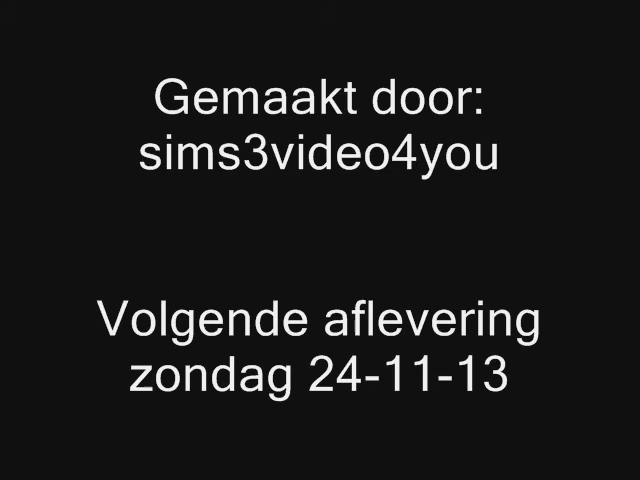 Gemaakt door:
sims3video4you
Volgende aflevering
zondag 24-11-13